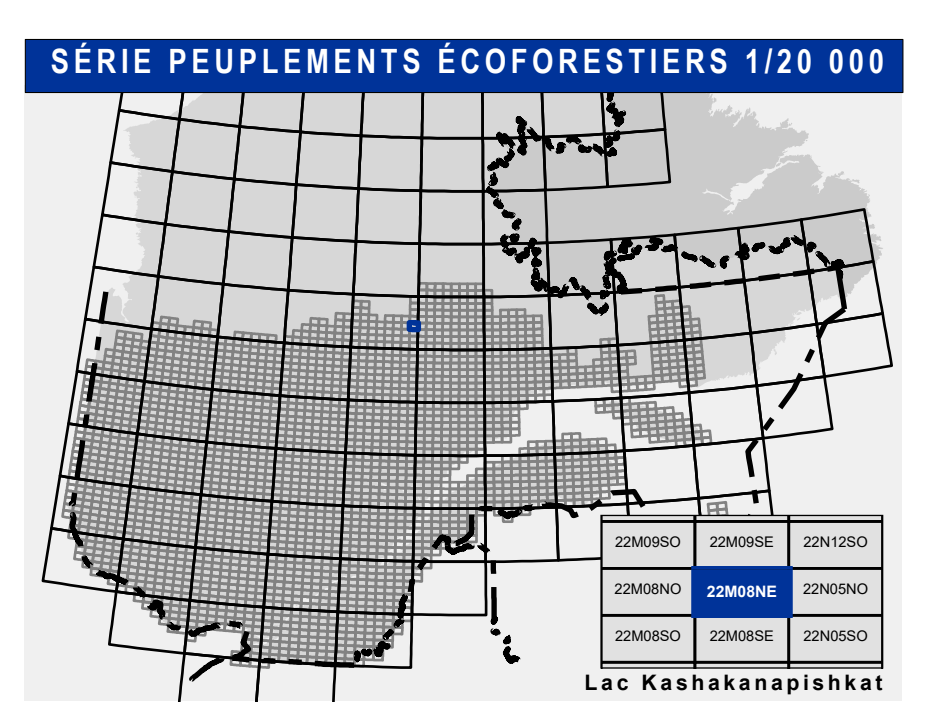 SÉRIE PEUPLEMENTS ÉCOFORESTIERS 1/20 000
22M09SO 22M09SE 22N12SO
22M08NO 22M08NE 22N05NO
22M08SO 22M08SE 22N05SO
Lac Kashakanapishkat